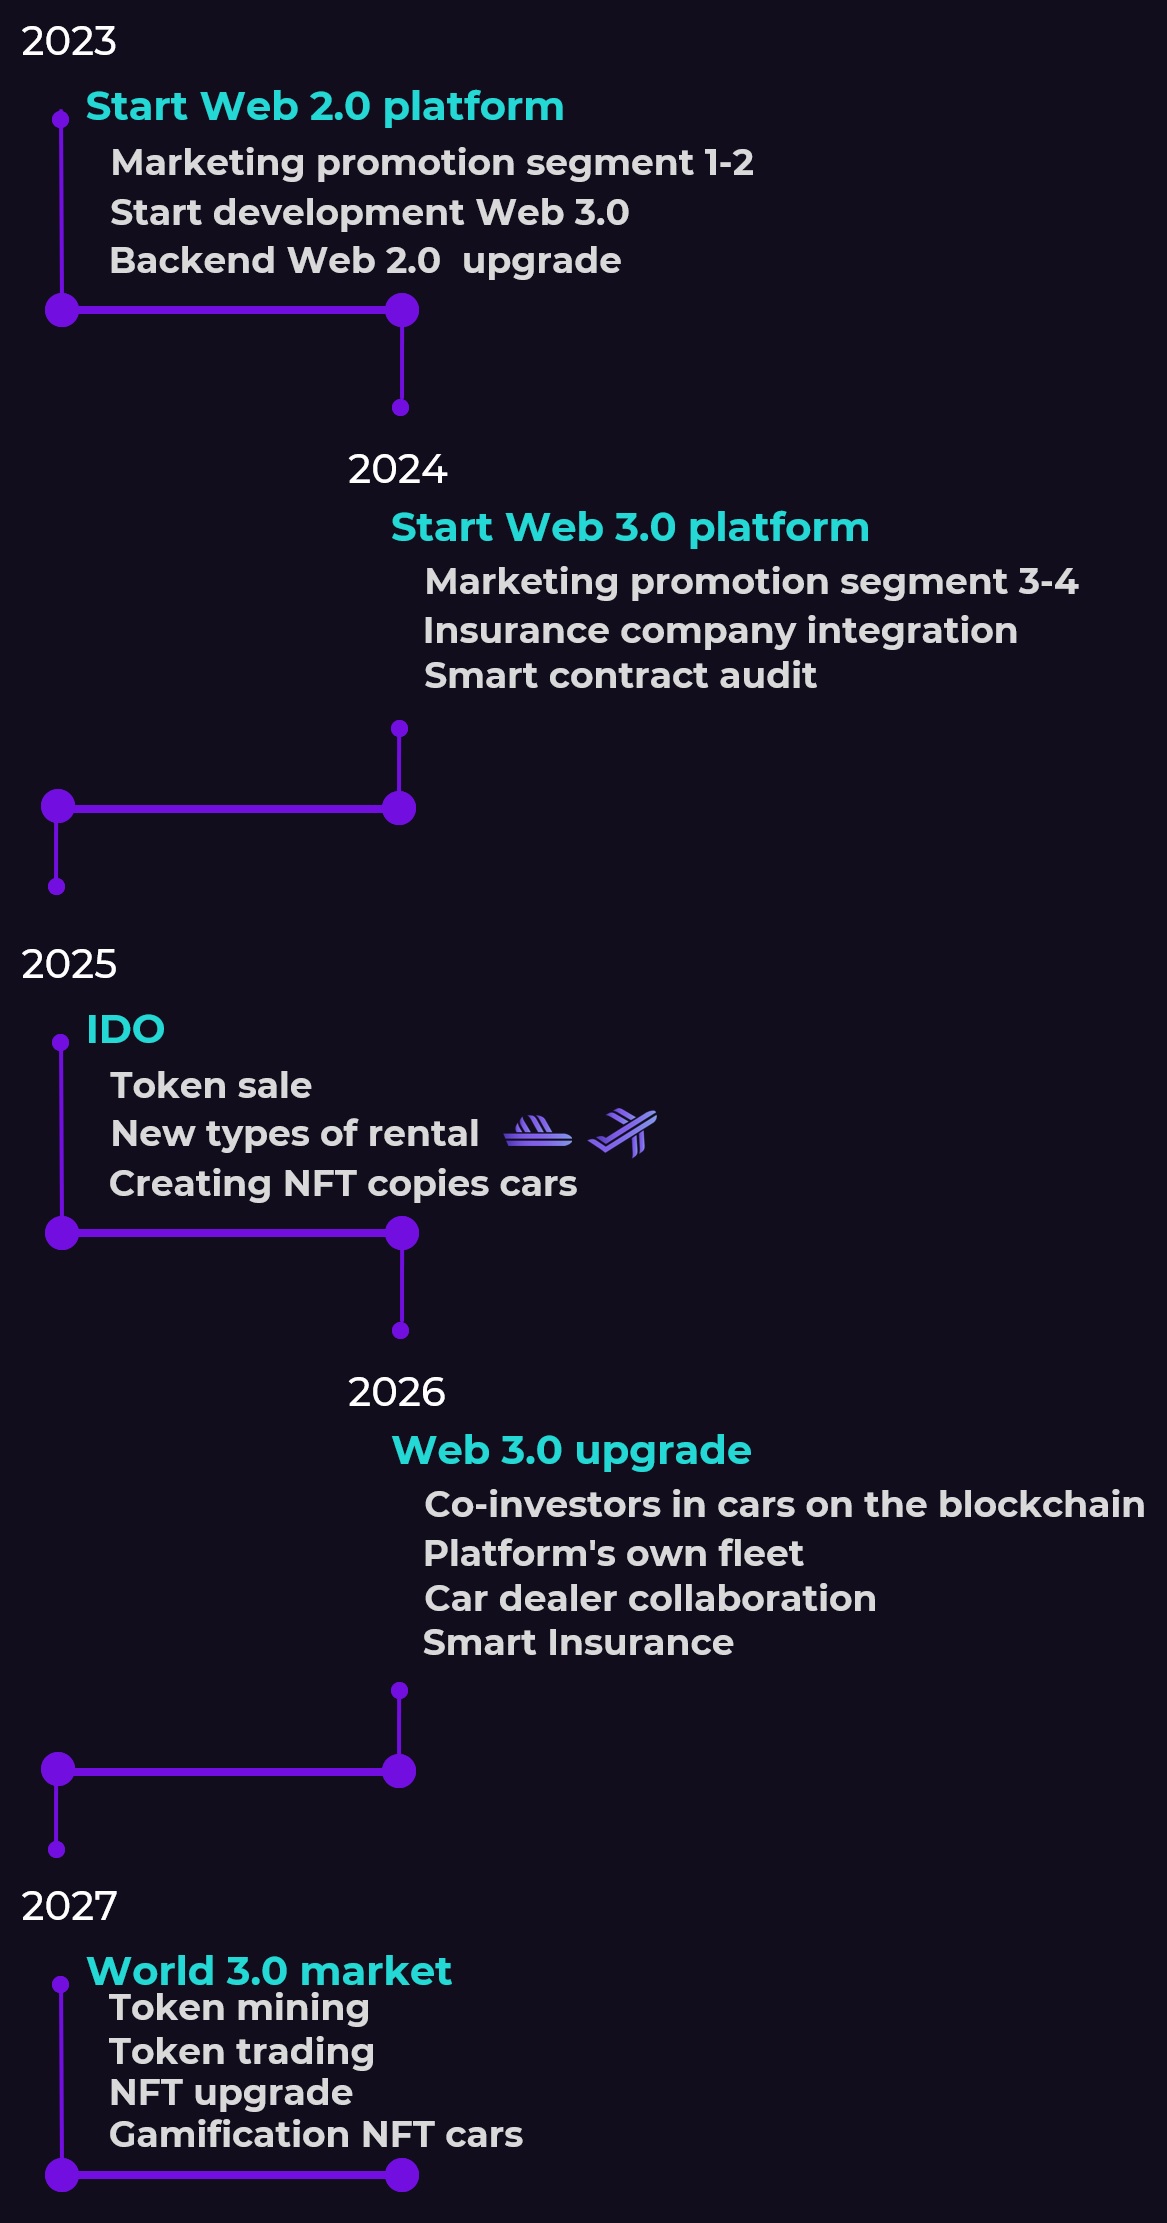 2023
Start Web 2.0 platform
Marketing promotion segment 1-2
Start development Web 3.0
Backend Web 2.0 upgrade
2024
Start Web 3.0 platform
Marketing promotion segment 3-4
Insurance company integration
Smart contract audit
2025
IDO
Token sale
New types of rental
Creating NFT copies cars
2026
Web 3.0 upgrade
Co-investors in cars on the blockchain
Platform's own fleet
Car dealer collaboration
Smart Insurance
2027
World 3.0 market
Token mining
Token trading
NFT upgrade
Gamification NFT cars